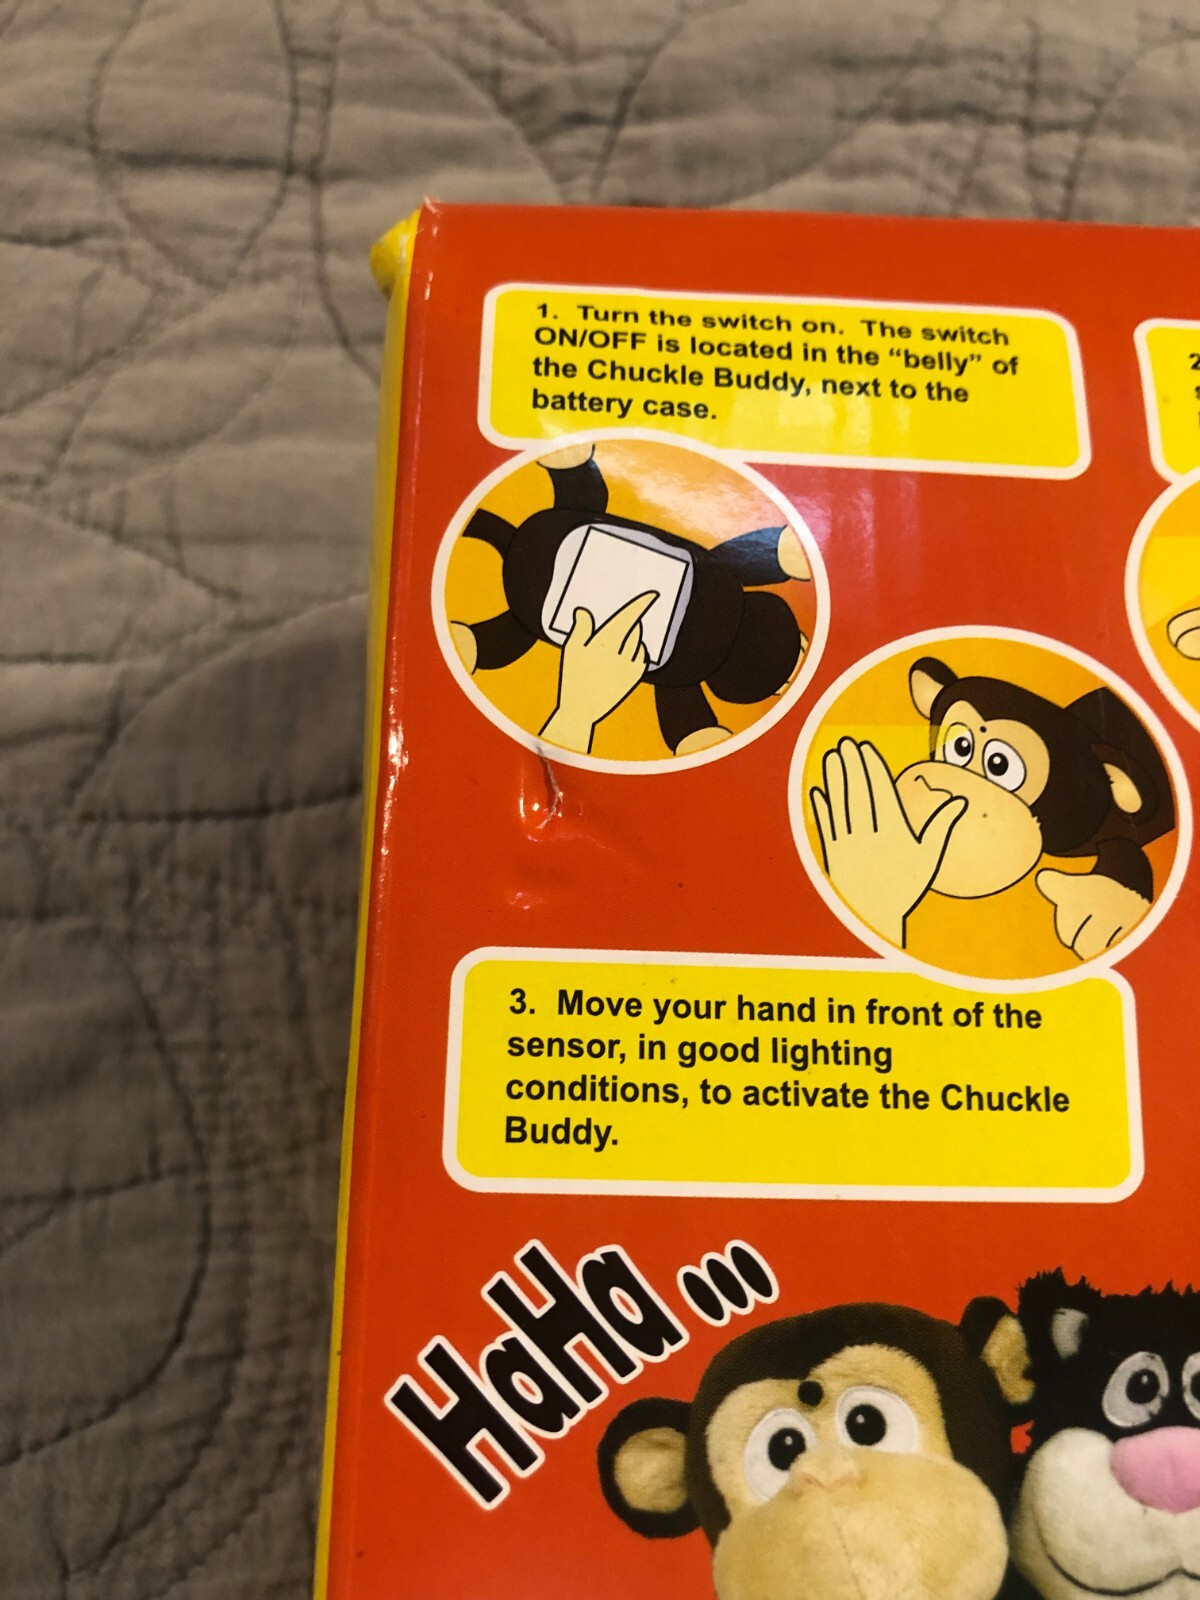 1. Turn the switch on. The switch
ON/OFF is located in the "belly" of
the Chuckle Buddy, next to the
battery case.
2
3. Move your hand in front of the
sensor, in good lighting
conditions, to activate the Chuckle
Buddy.
HaHa...